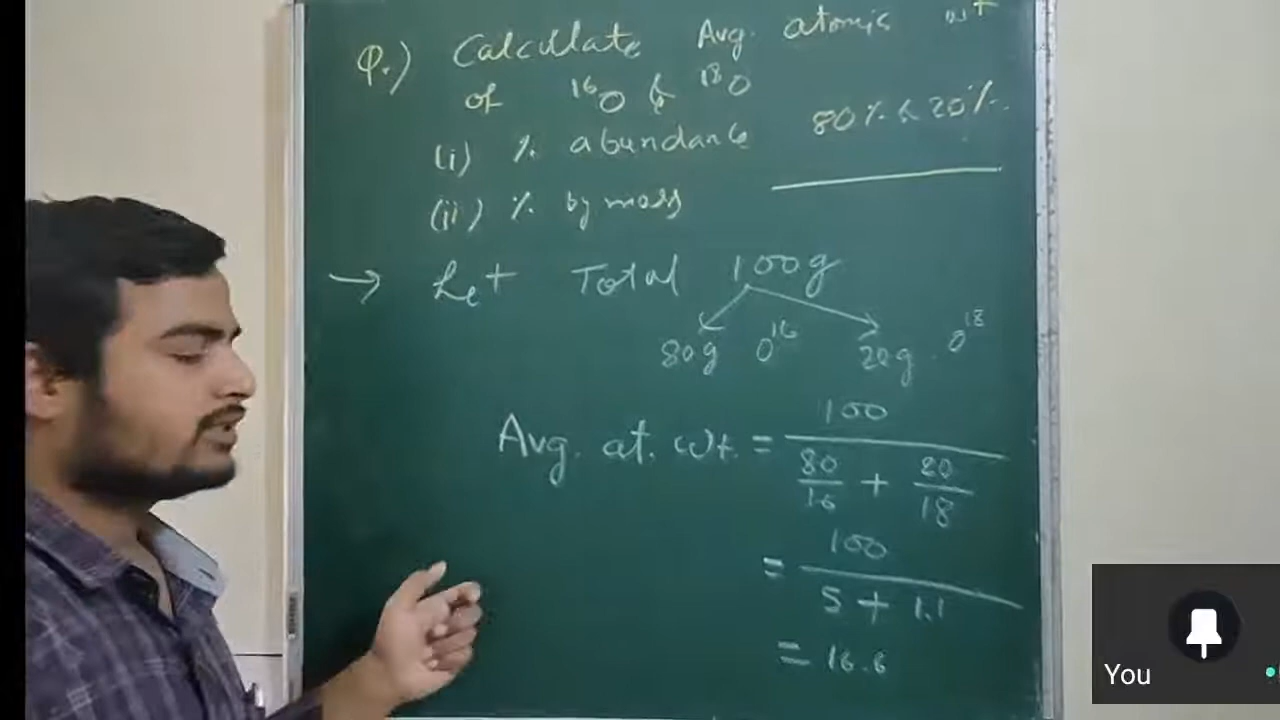 Q.) Calculate Avg. atomic wt
of ¹⁶O & ¹⁸O
80% & 20%.
(i) % abundance
(ii) % by mass
→ Let Total 100g
80g O¹⁶ 20g. O¹⁸
Avg. at. wt. = 100
80/16 + 20/18
= 100
5 + 1.1
= 16.
You